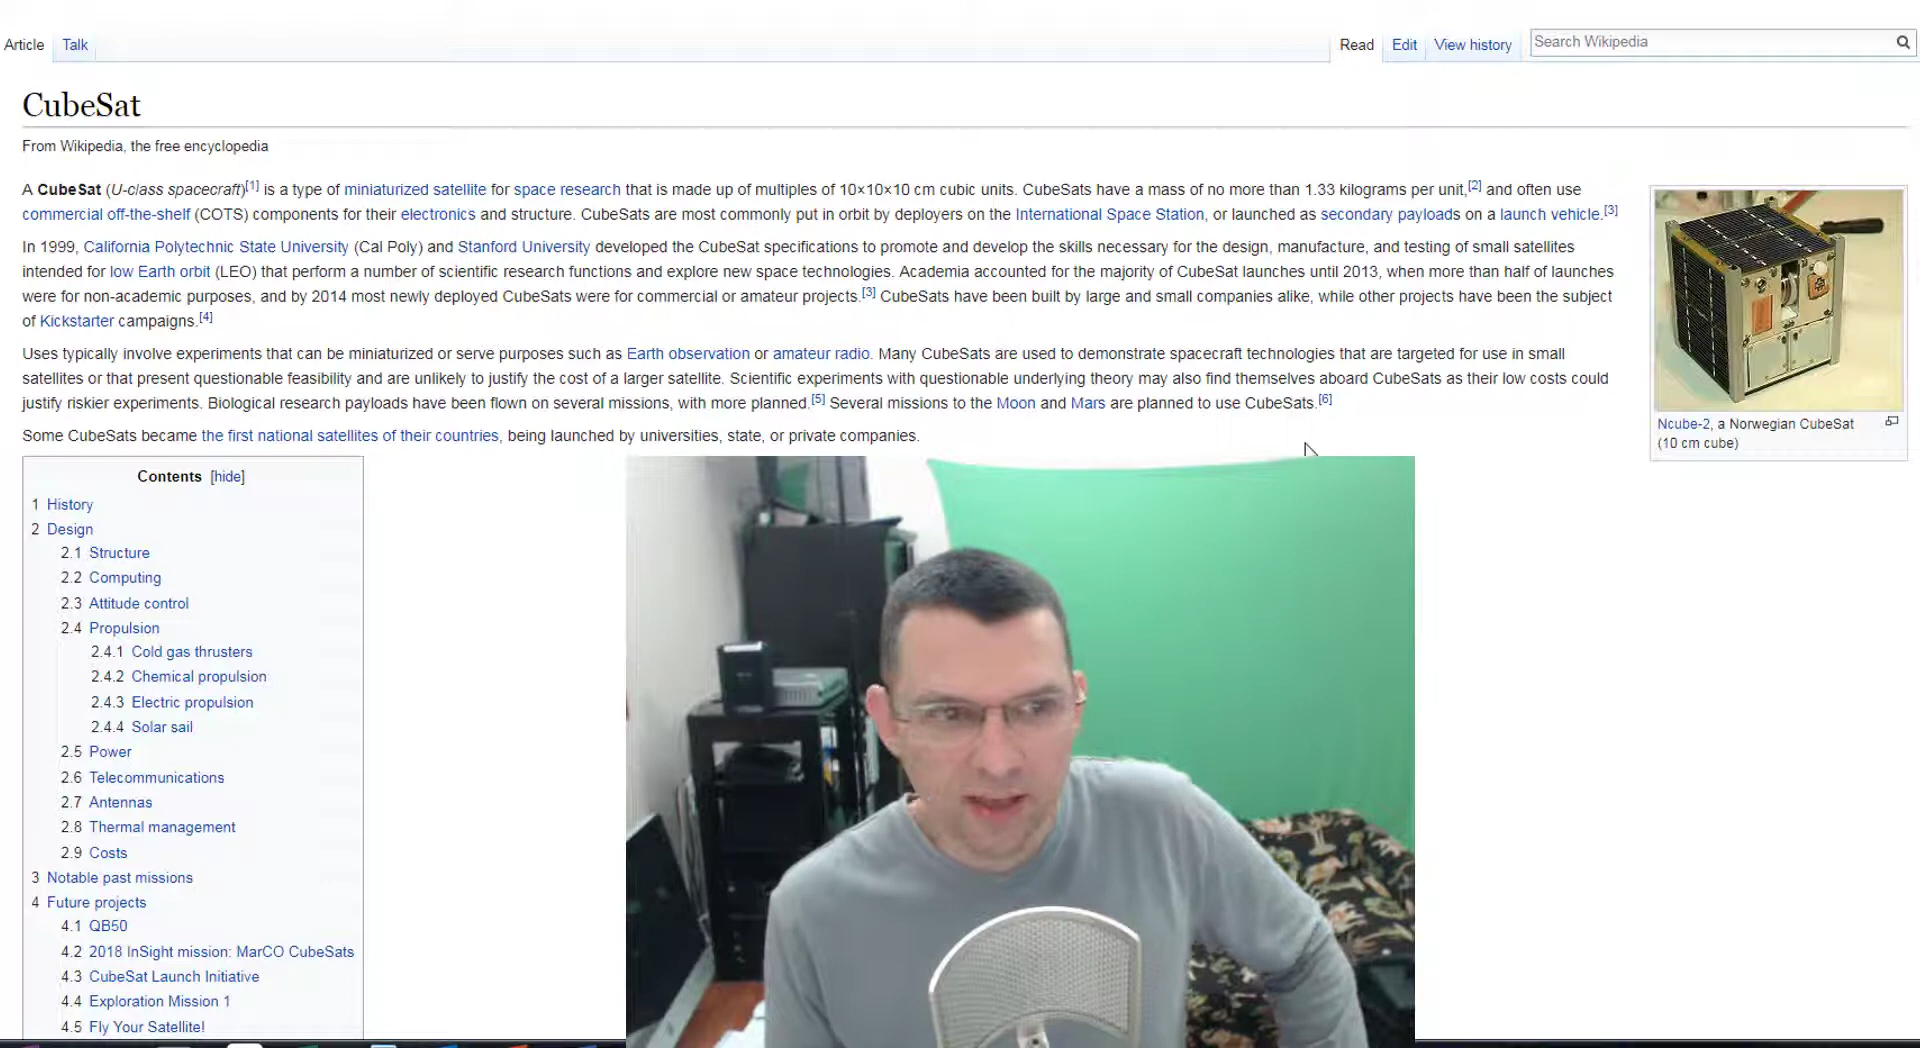 Article
Talk
Read
Edit
View history
Search Wikipedia
CubeSat
From Wikipedia, the free encyclopedia
A CubeSat (U-class spacecraft)[1] is a type of miniaturized satellite for space research that is made up of multiples of 10×10×10 cm cubic units. CubeSats have a mass of no more than 1.33 kilograms per unit,[2] and often use
commercial off-the-shelf (COTS) components for their electronics and structure. CubeSats are most commonly put in orbit by deployers on the International Space Station, or launched as secondary payloads on a launch vehicle.[3]
In 1999, California Polytechnic State University (Cal Poly) and Stanford University developed the CubeSat specifications to promote and develop the skills necessary for the design, manufacture, and testing of small satellites
intended for low Earth orbit (LEO) that perform a number of scientific research functions and explore new space technologies. Academia accounted for the majority of CubeSat launches until 2013, when more than half of launches
were for non-academic purposes, and by 2014 most newly deployed CubeSats were for commercial or amateur projects.[3] CubeSats have been built by large and small companies alike, while other projects have been the subject
of Kickstarter campaigns.[4]
Uses typically involve experiments that can be miniaturized or serve purposes such as Earth observation or amateur radio. Many CubeSats are used to demonstrate spacecraft technologies that are targeted for use in small
satellites or that present questionable feasibility and are unlikely to justify the cost of a larger satellite. Scientific experiments with questionable underlying theory may also find themselves aboard CubeSats as their low costs could
justify riskier experiments. Biological research payloads have been flown on several missions, with more planned.[5] Several missions to the Moon and Mars are planned to use CubeSats.[6]
Some CubeSats became the first national satellites of their countries, being launched by universities, state, or private companies.
Ncube-2, a Norwegian CubeSat
(10 cm cube)
Contents [hide]
1 History
2 Design
2.1 Structure
2.2 Computing
2.3 Attitude control
2.4 Propulsion
2.4.1 Cold gas thrusters
2.4.2 Chemical propulsion
2.4.3 Electric propulsion
2.4.4 Solar sail
2.5 Power
2.6 Telecommunications
2.7 Antennas
2.8 Thermal management
2.9 Costs
3 Notable past missions
4 Future projects
4.1 QB50
4.2 2018 InSight mission: MarCO CubeSats
4.3 CubeSat Launch Initiative
4.4 Exploration Mission 1
4.5 Fly Your Satellite!